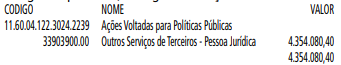 CODIGO NOME VALOR
11.60.04.122.3024.2239 Ações Voltadas para Políticas Públicas
33903900.00 Outros Serviços de Terceiros - Pessoa Jurídica 4.354.080,40
4.354.080,40